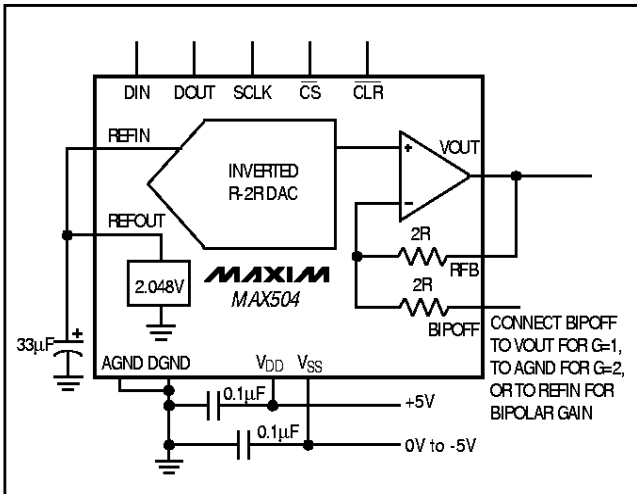 DIN DOUT SCLK CS CLR
REFIN
VOUT
INVERTED
R-2R DAC
+
−
REFOUT
2R
RFB
2.048V
MAXIM
MAX504
2R
BIPOFF
CONNECT BIPOFF
TO VOUT FOR G=1,
TO AGND FOR G=2,
OR TO REFIN FOR
BIPOLAR GAIN
+
33µF
AGND DGND VDD VSS
0.1µF
+5V
0.1µF
0V to -5V